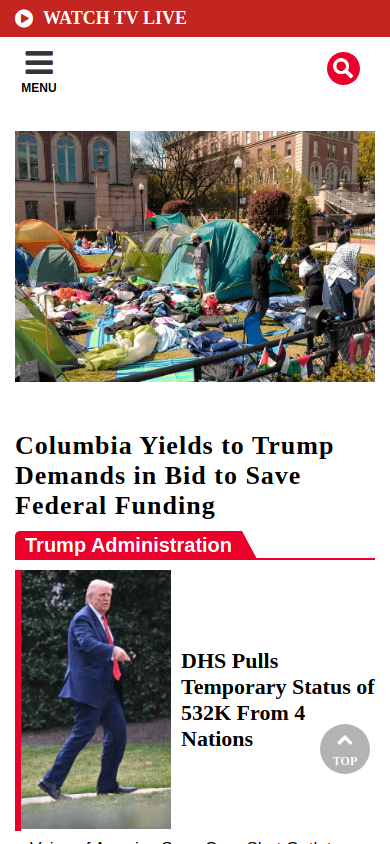 WATCH TV LIVE
MENU
Columbia Yields to Trump
Demands in Bid to Save
Federal Funding
Trump Administration
DHS Pulls
Temporary Status of
532K From 4
Nations
TOP